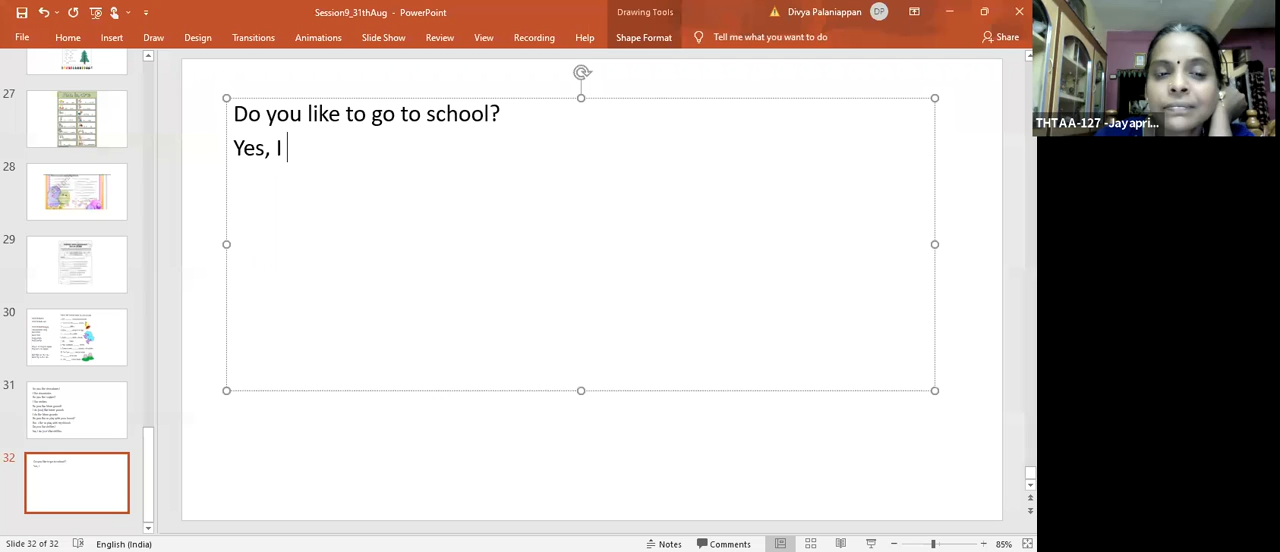 Session9_31thAug - PowerPoint
Drawing Tools
Divya Palaniappan
DP
File
Home
Insert
Draw
Design
Transitions
Animations
Slide Show
Review
View
Recording
Help
Shape Format
Tell me what you want to do
Share
THTAA-127 -Jayapri...
27
28
29
30
31
32
Do you like to go to school?
Yes, I
Slide 32 of 32
English (India)
Notes
Comments
85%